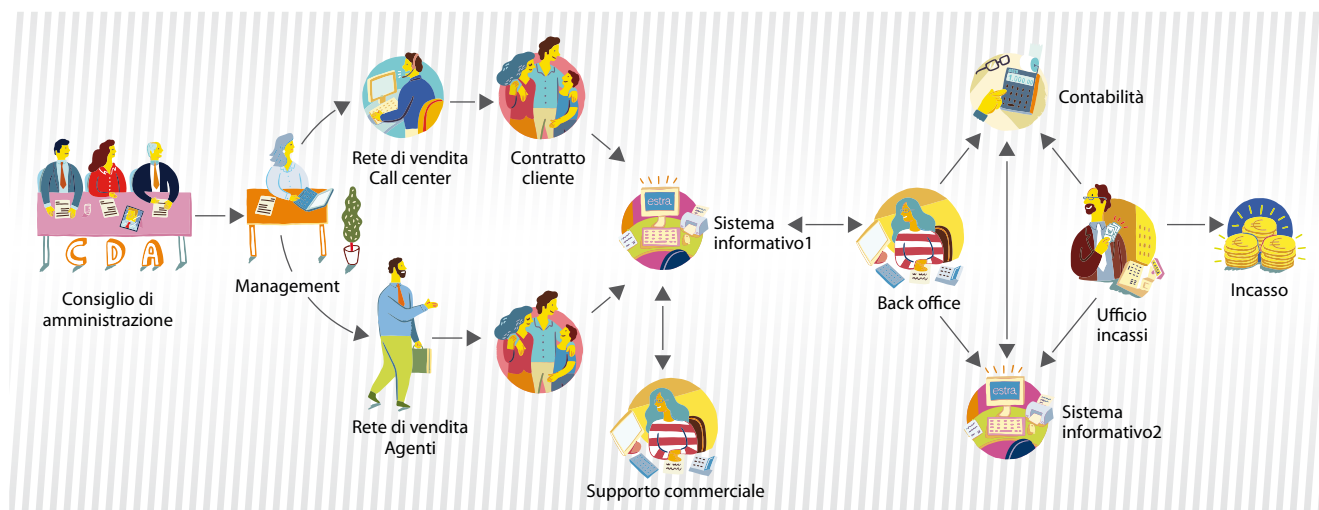 CDA
Consiglio di
amministrazione
Management
Rete di vendita
Call center
Contratto
cliente
Rete di vendita
Agenti
estra
Sistema
informativo1
Supporto commerciale
Back office
Contabilità
Ufficio
incassi
Incasso
estra
Sistema
informativo2